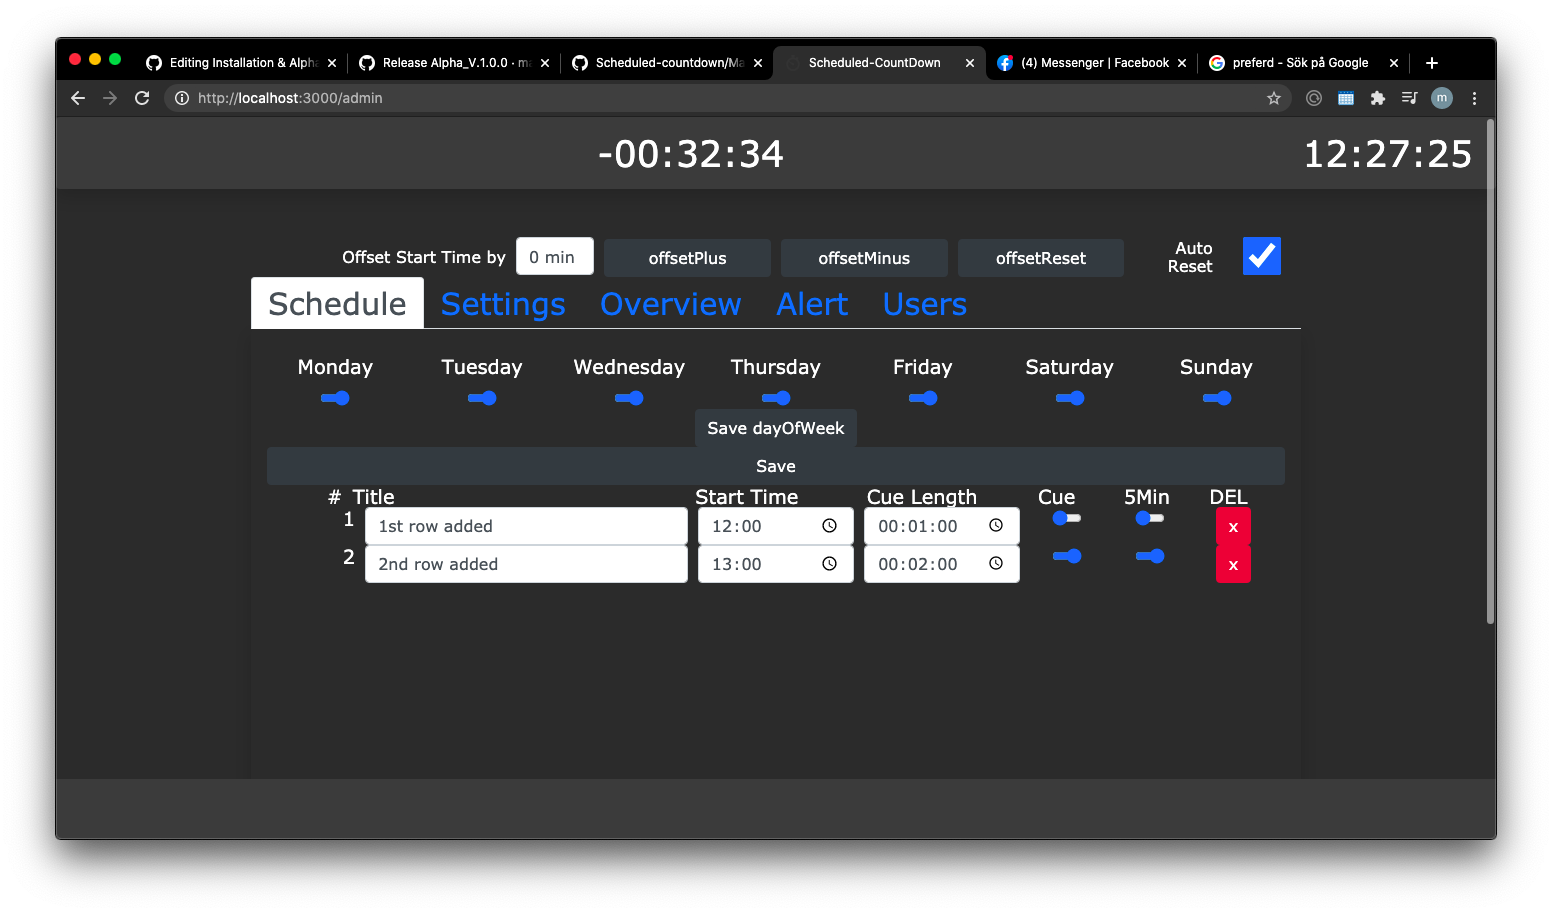 Editing Installation & Alpha
Release Alpha_V.1.0.0 · ma
Scheduled-countdown/Ma
Scheduled-CountDown
(4) Messenger | Facebook
preferd - Sök på Google
http://localhost:3000/admin
m
-00:32:34
12:27:25
Offset Start Time by
0 min
offsetPlus
offsetMinus
offsetReset
Auto
Reset
Schedule
Settings
Overview
Alert
Users
Monday
Tuesday
Wednesday
Thursday
Friday
Saturday
Sunday
Save dayOfWeek
Save
# Title Start Time Cue Length Cue 5Min DEL
1 1st row added 12:00 00:01:00 x
2 2nd row added 13:00 00:02:00 x